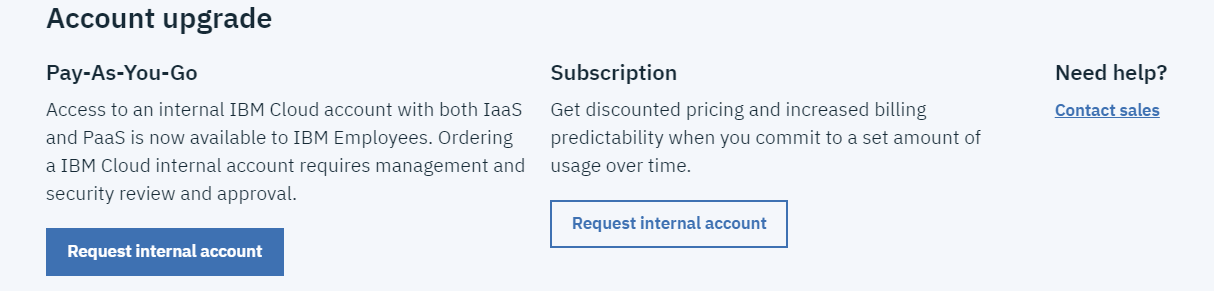 Account upgrade
Pay-As-You-Go
Access to an internal IBM Cloud account with both IaaS
and PaaS is now available to IBM Employees. Ordering
a IBM Cloud internal account requires management and
security review and approval.
Request internal account
Subscription
Get discounted pricing and increased billing
predictability when you commit to a set amount of
usage over time.
Request internal account
Need help?
Contact sales